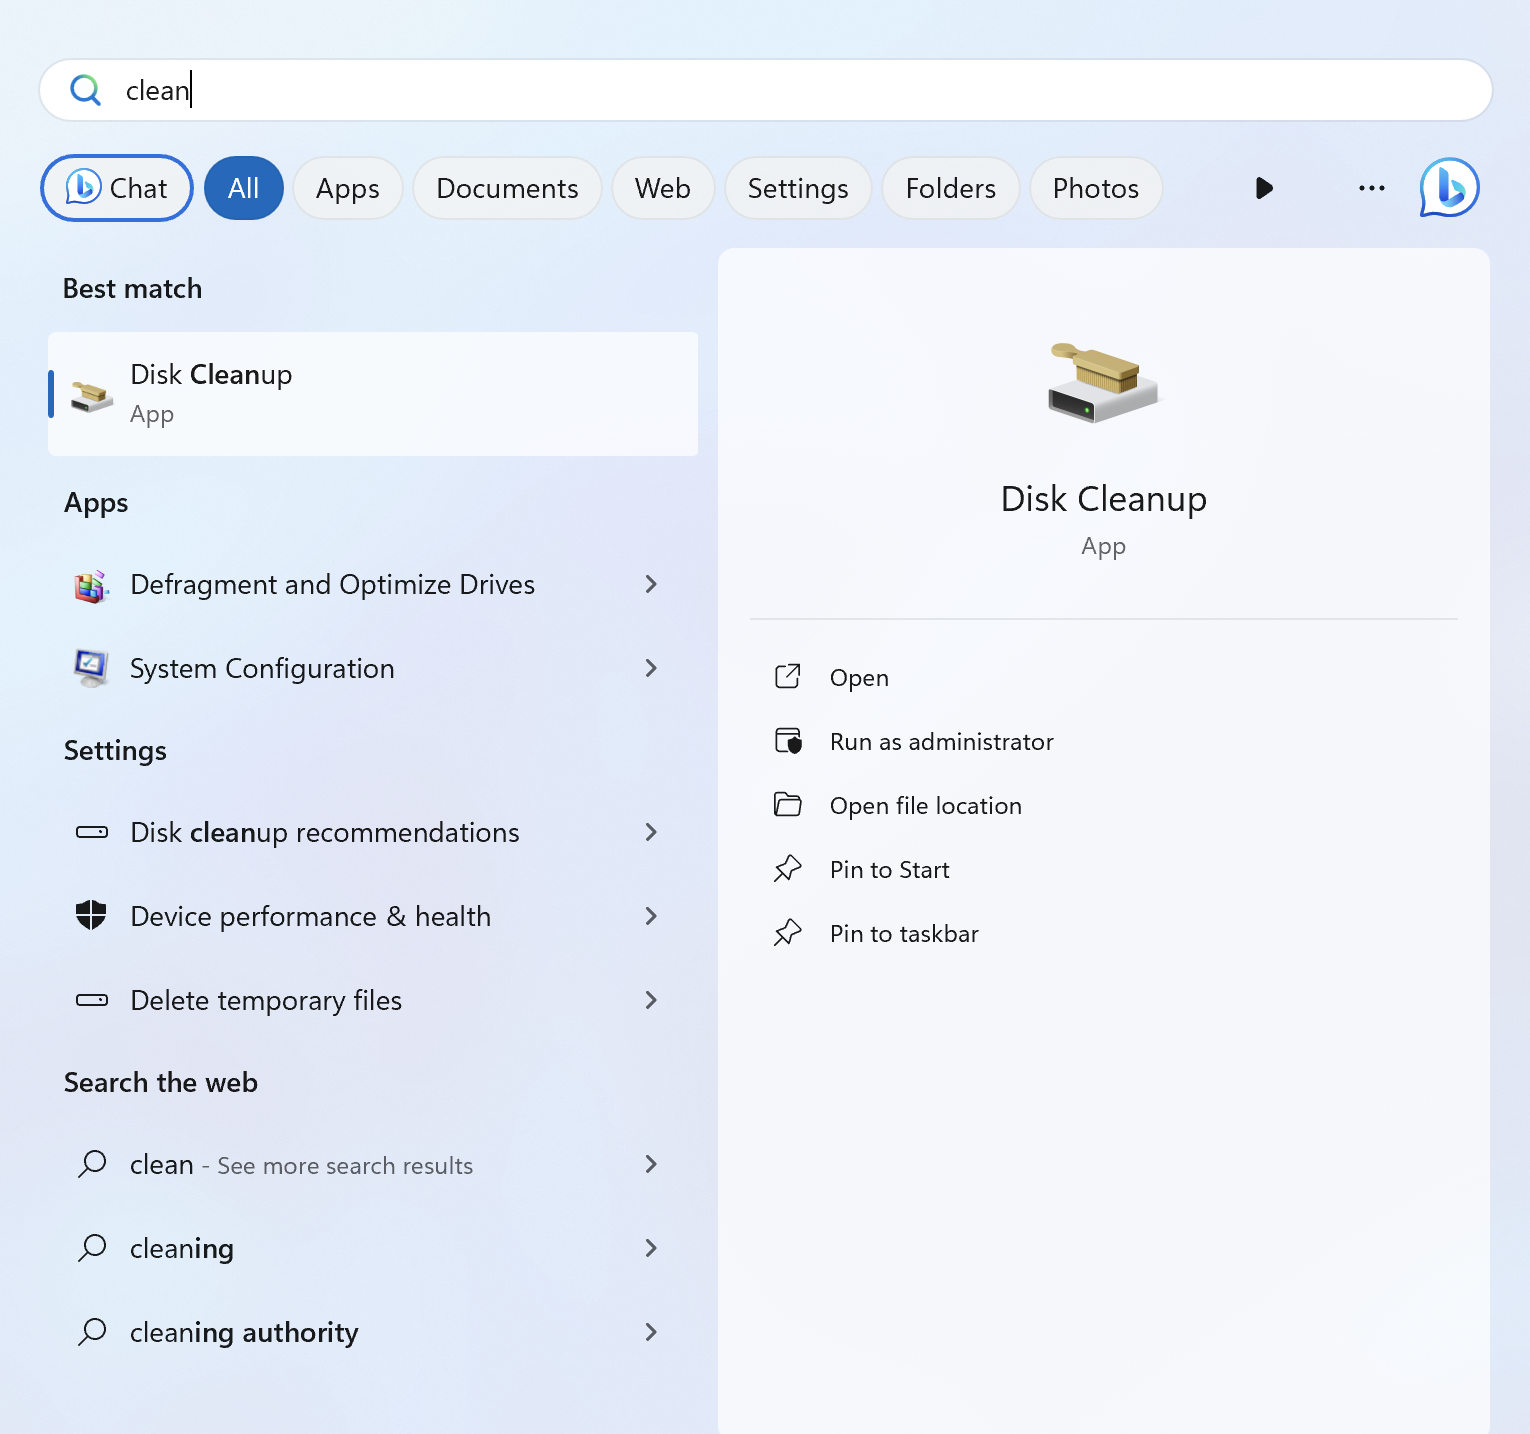 clean
Chat All Apps Documents Web Settings Folders Photos
Best match
Disk Cleanup
App
Apps
Defragment and Optimize Drives
System Configuration
Settings
Disk cleanup recommendations
Device performance & health
Delete temporary files
Search the web
clean - See more search results
cleaning
cleaning authority
Disk Cleanup
App
Open
Run as administrator
Open file location
Pin to Start
Pin to taskbar